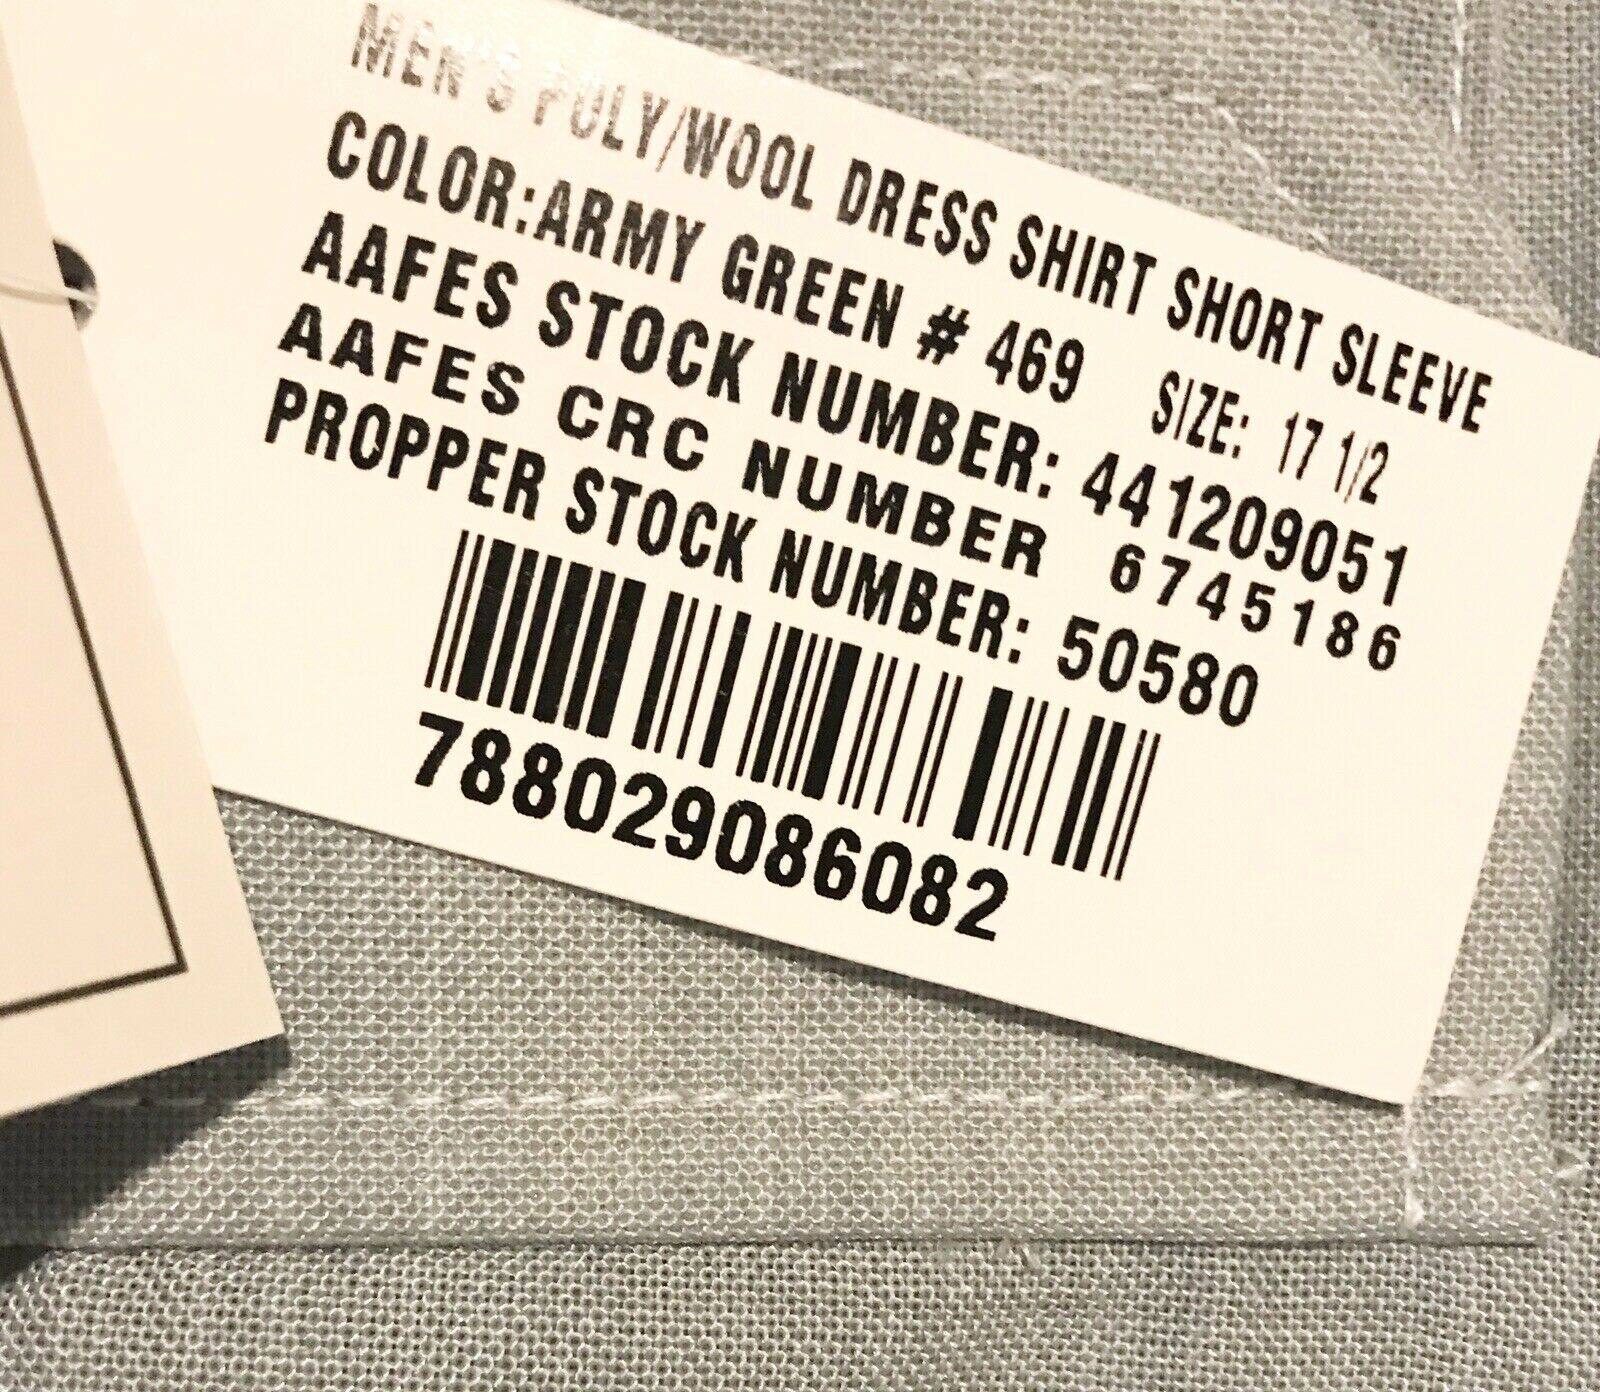 MEN'S POLY/WOOL DRESS SHIRT SHORT SLEEVE
COLOR:ARMY GREEN # 469 SIZE: 17 1/2
AAFES STOCK NUMBER: 441209051
AAFES CRC NUMBER 6745186
PROPPER STOCK NUMBER: 50580
788029086082